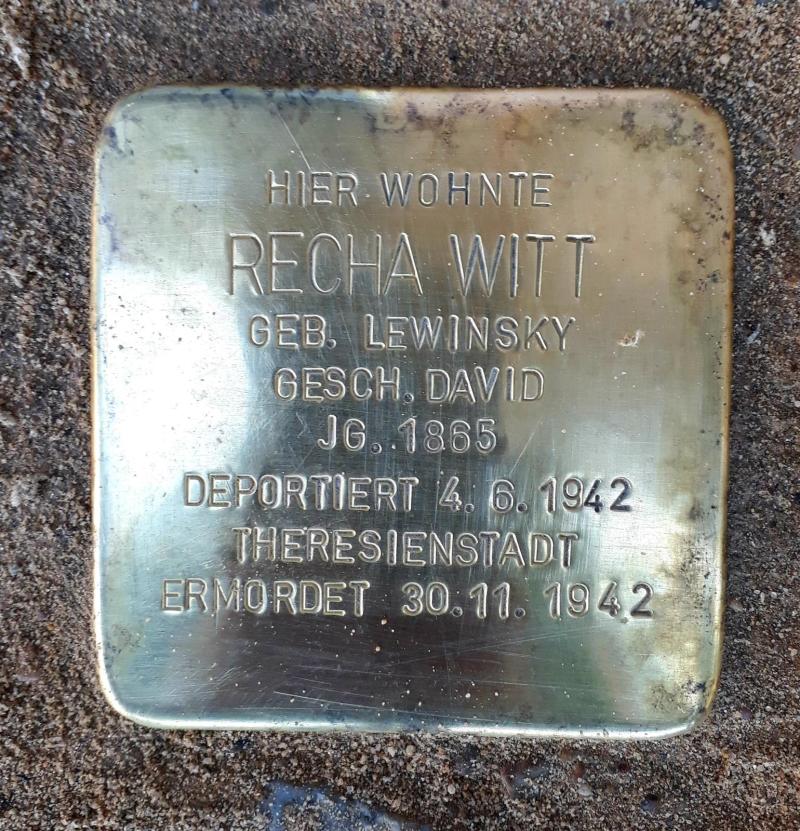 HIER WOHNTE
RECHA WITT
GEB. LEWINSKY
GESCH. DAVID
JG. 1865
DEPORTIERT 4. 6. 1942
THERESIENSTADT
ERMORDET 30.11. 1942